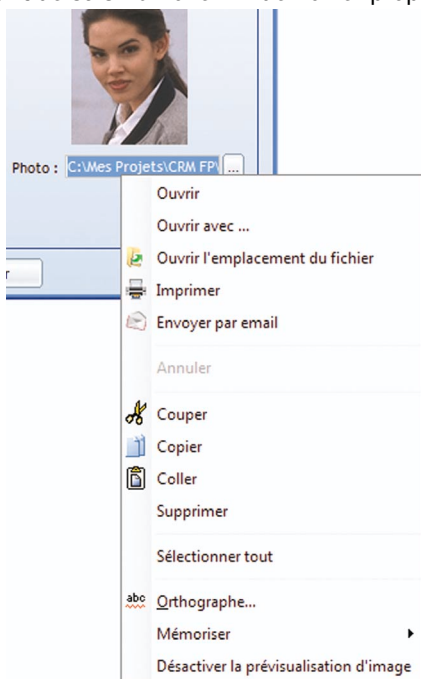 Photo : C:\Mes Projets\CRM FP\ ...
Ouvrir
Ouvrir avec ...
Ouvrir l'emplacement du fichier
r
Imprimer
Envoyer par email
Annuler
Couper
Copier
Coller
Supprimer
Sélectionner tout
abc Orthographe...
Mémoriser
Désactiver la prévisualisation d'image